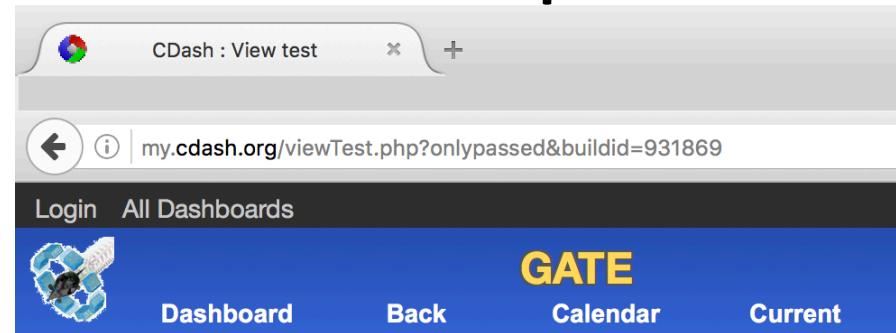 CDash : View test
my.cdash.org/viewTest.php?onlypassed&buildid=931869
Login All Dashboards
GATE
Dashboard Back Calendar Current